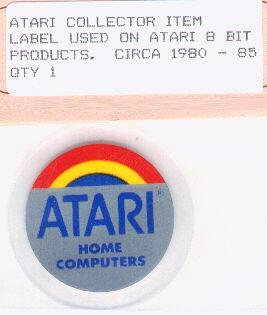 ATARI COLLECTOR ITEM
LABEL USED ON ATARI 8 BIT
PRODUCTS. CIRCA 1980 - 85
QTY 1
ATARI®
HOME
COMPUTERS